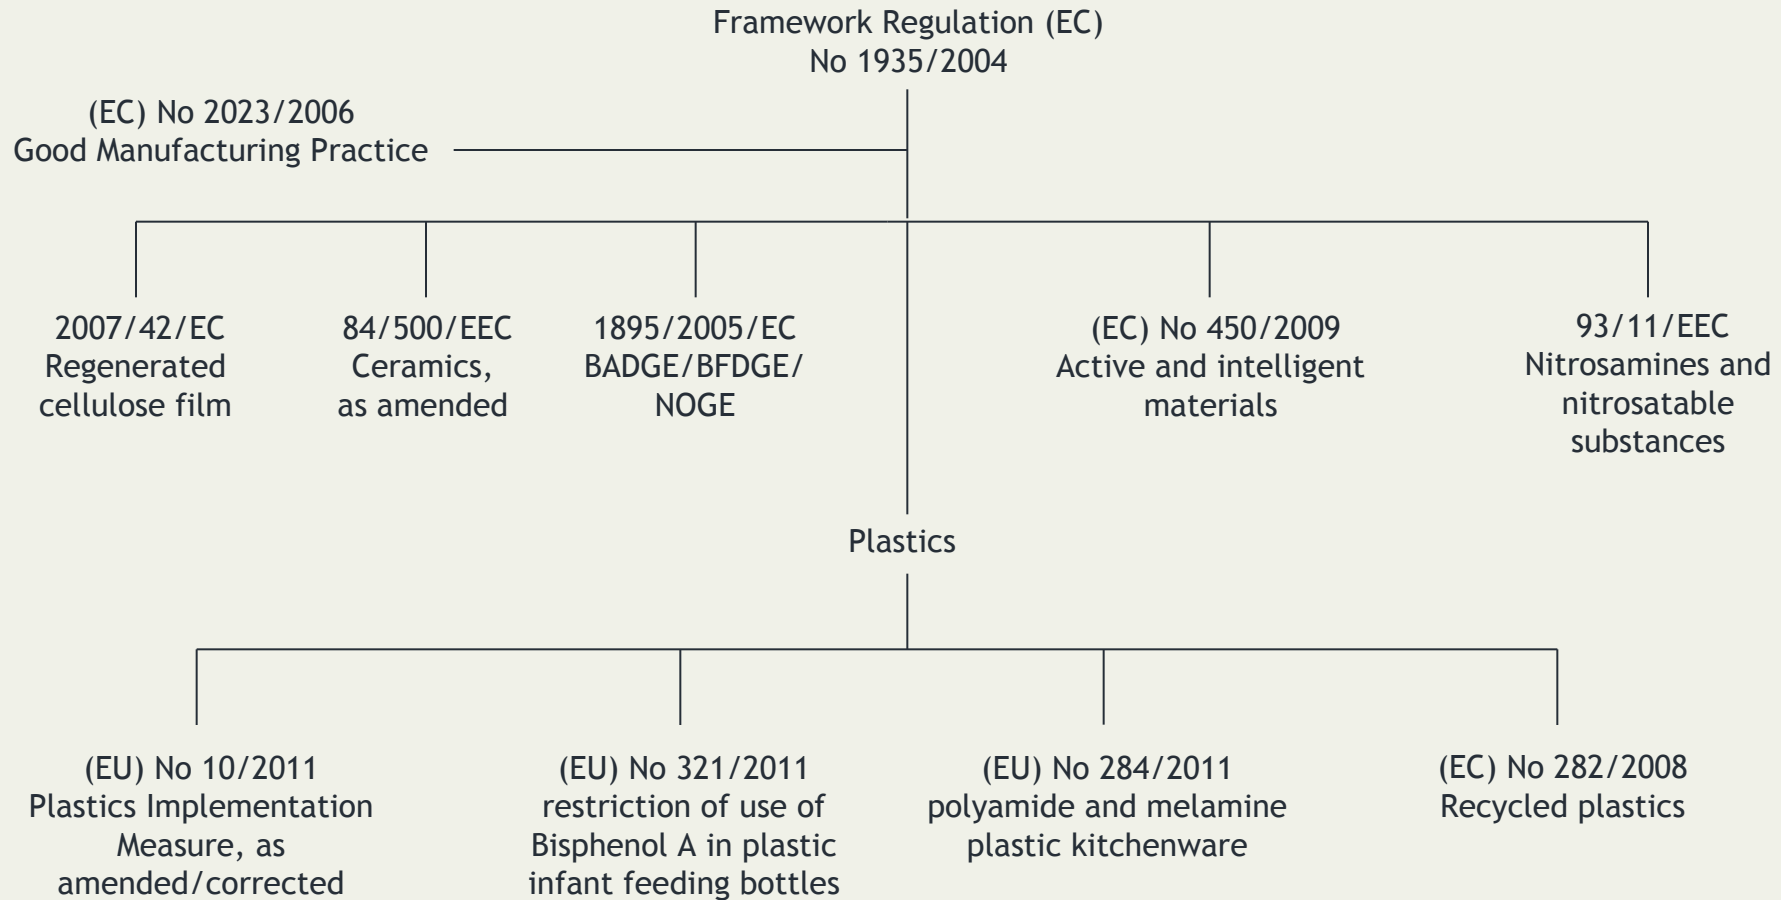 Framework Regulation (EC)
No 1935/2004
(EC) No 2023/2006
Good Manufacturing Practice
2007/42/EC
Regenerated
cellulose film
84/500/EEC
Ceramics,
as amended
1895/2005/EC
BADGE/BFDGE/
NOGE
(EC) No 450/2009
Active and intelligent
materials
93/11/EEC
Nitrosamines and
nitrosatable
substances
Plastics
(EU) No 10/2011
Plastics Implementation
Measure, as
amended/corrected
(EU) No 321/2011
restriction of use of
Bisphenol A in plastic
infant feeding bottles
(EU) No 284/2011
polyamide and melamine
plastic kitchenware
(EC) No 282/2008
Recycled plastics